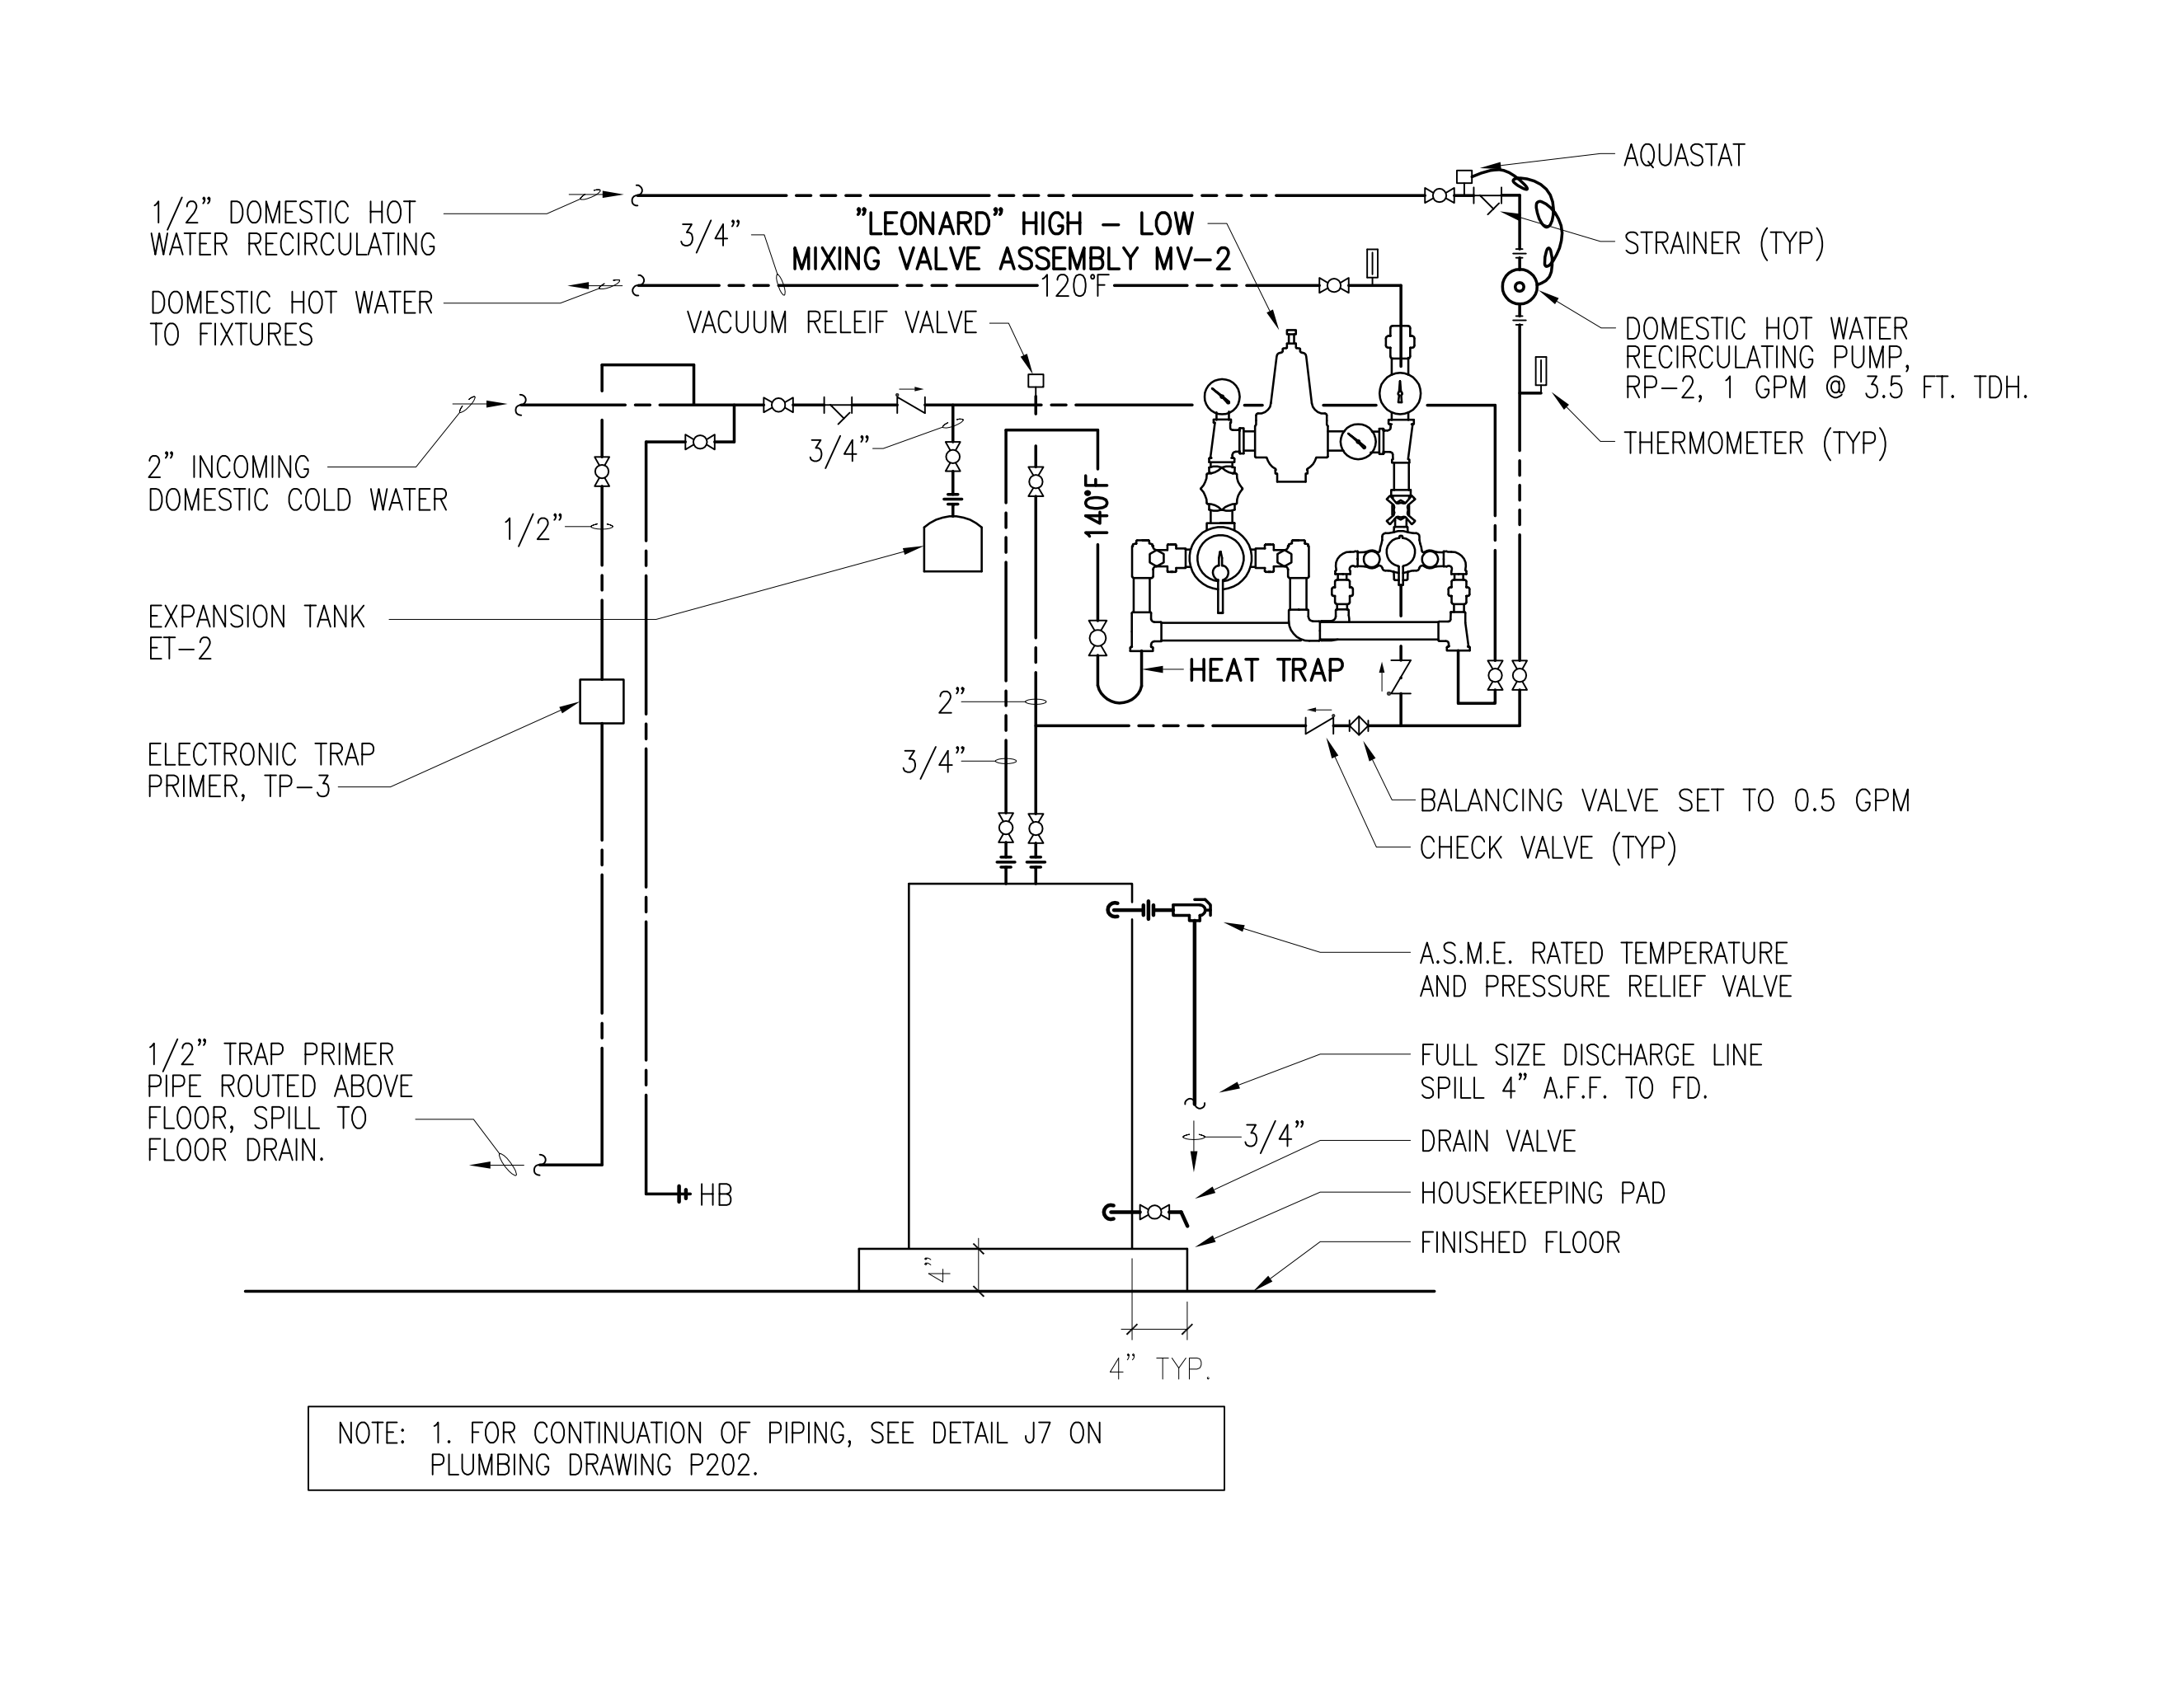 AQUASTAT
1/2” DOMESTIC HOT
WATER RECIRCULATING
3/4”
”LEONARD” HIGH – LOW
MIXING VALVE ASSEMBLY MV–2
STRAINER (TYP)
DOMESTIC HOT WATER
TO FIXTURES
120°F
VACUUM RELEIF VALVE
DOMESTIC HOT WATER
RECIRCULATING PUMP,
RP–2, 1 GPM @ 3.5 FT. TDH.
THERMOMETER (TYP)
2” INCOMING
DOMESTIC COLD WATER
3/4”
1/2”
140°F
EXPANSION TANK
ET–2
HEAT TRAP
2”
3/4”
ELECTRONIC TRAP
PRIMER, TP–3
BALANCING VALVE SET TO 0.5 GPM
CHECK VALVE (TYP)
A.S.M.E. RATED TEMPERATURE
AND PRESSURE RELIEF VALVE
1/2” TRAP PRIMER
PIPE ROUTED ABOVE
FLOOR, SPILL TO
FLOOR DRAIN.
FULL SIZE DISCHARGE LINE
SPILL 4” A.F.F. TO FD.
3/4”
DRAIN VALVE
HB
HOUSEKEEPING PAD
FINISHED FLOOR
4”
4” TYP.
NOTE: 1. FOR CONTINUATION OF PIPING, SEE DETAIL J7 ON
PLUMBING DRAWING P202.